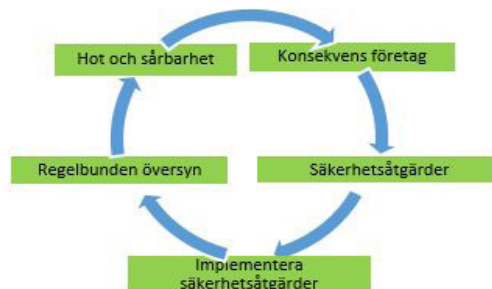 Hot och sårbarhet
Konsekvens företag
Regelbunden översyn
Säkerhetsåtgärder
Implementera
säkerhetsåtgärder